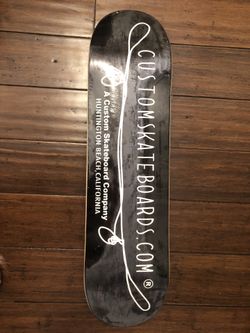 CUSTOMSKATEBOARDS.COM®
A Custom Skateboard Company
HUNTINGTON BEACH, CALIFORNIA